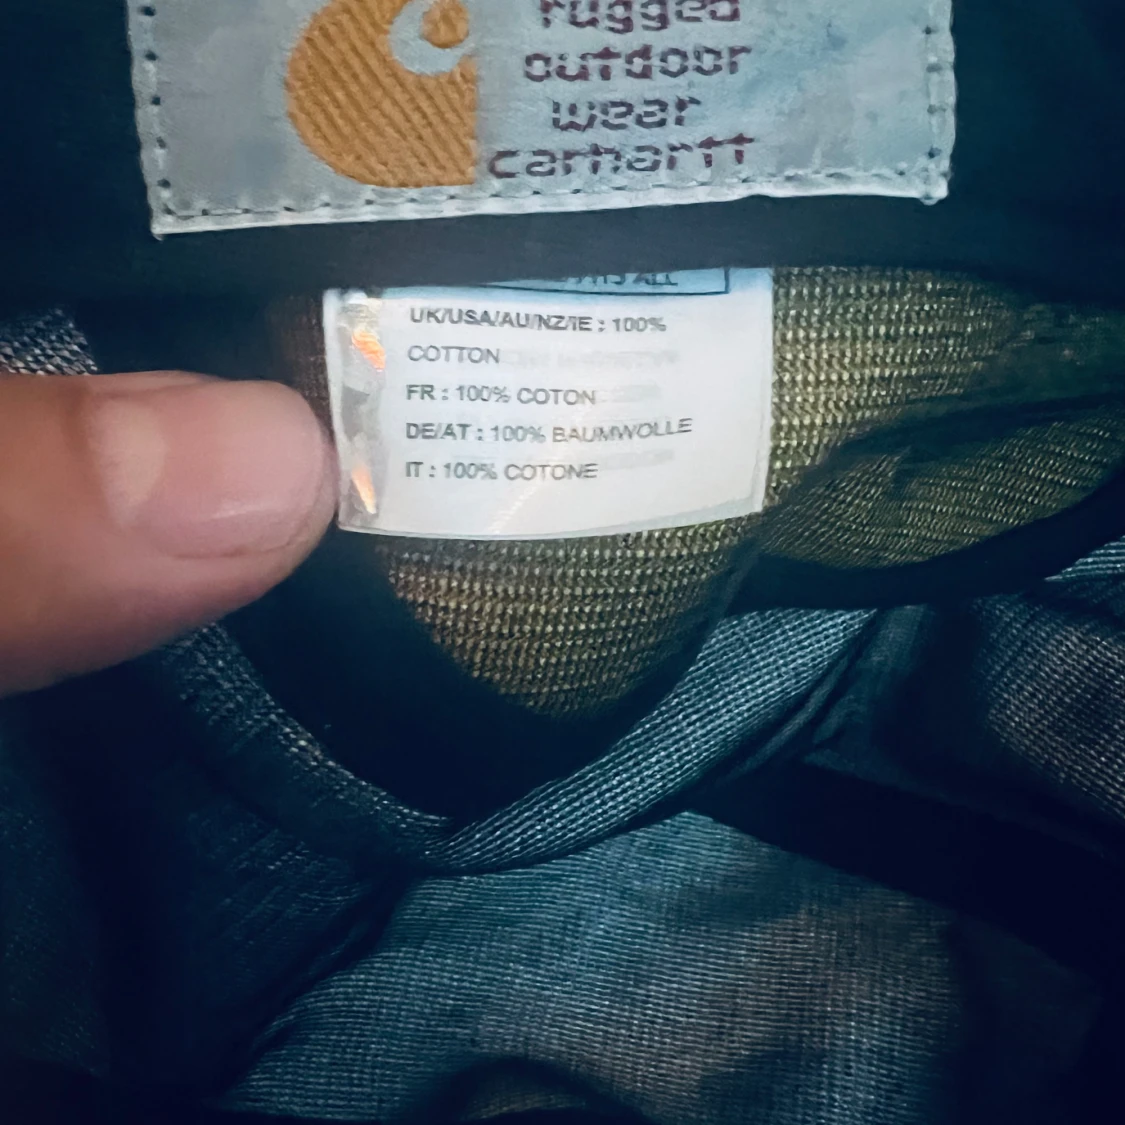 rugged
outdoor
wear
carhartt
ALL
UK/USA/AU/NZ/IE : 100%
COTTON
FR : 100% COTON
DE/AT : 100% BAUMWOLLE
IT : 100% COTONE